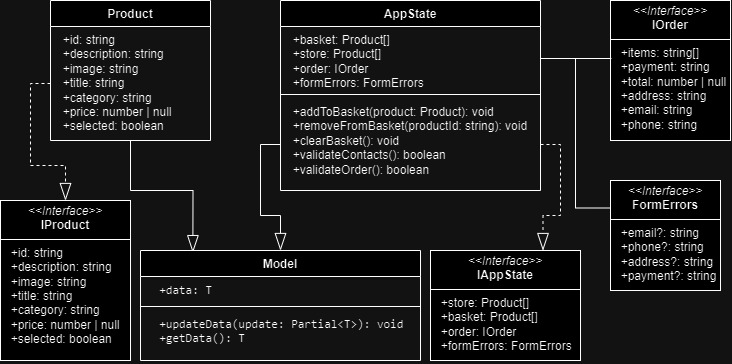 Product
+id: string
+description: string
+image: string
+title: string
+category: string
+price: number | null
+selected: boolean
AppState
+basket: Product[]
+store: Product[]
+order: IOrder
+formErrors: FormErrors
+addToBasket(product: Product): void
+removeFromBasket(productId: string): void
+clearBasket(): void
+validateContacts(): boolean
+validateOrder(): boolean
<<Interface>>
IOrder
+items: string[]
+payment: string
+total: number | null
+address: string
+email: string
+phone: string
<<Interface>>
IProduct
+id: string
+description: string
+image: string
+title: string
+category: string
+price: number | null
+selected: boolean
Model
+data: T
+updateData(update: Partial<T>): void
+getData(): T
<<Interface>>
IAppState
+store: Product[]
+basket: Product[]
+order: IOrder
+formErrors: FormErrors
<<Interface>>
FormErrors
+email?: string
+phone?: string
+address?: string
+payment?: string